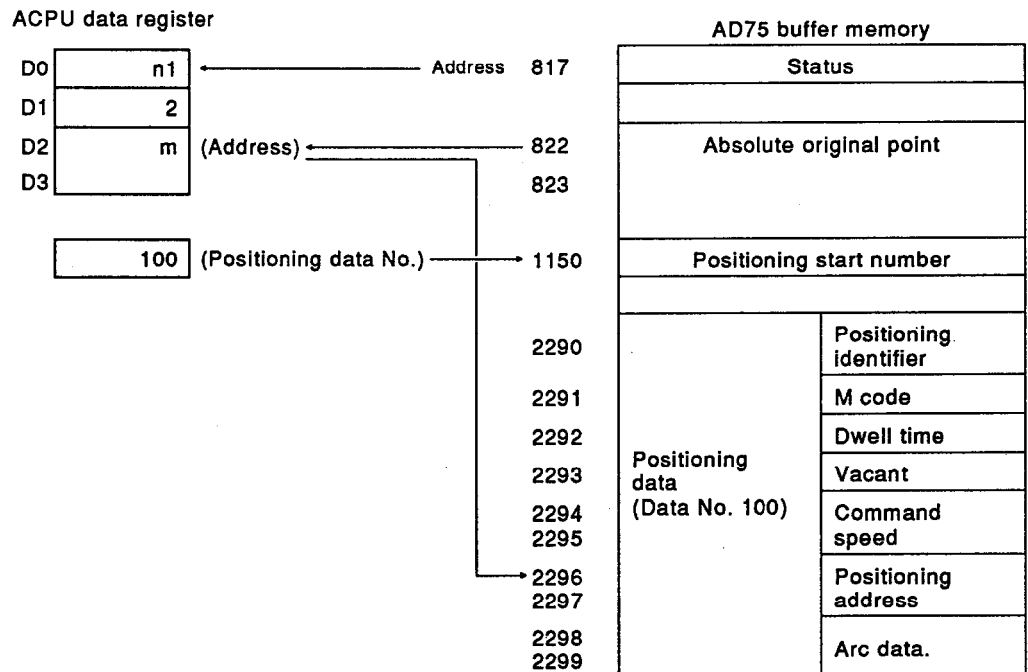 ACPU data register
AD75 buffer memory
D0 n1 Address 817 Status
D1 2
D2 m (Address) 822 Absolute original point
D3 823
100 (Positioning data No.) 1150 Positioning start number
2290 Positioning identifier
2291 M code
2292 Dwell time
2293 Vacant
Positioning data (Data No. 100)
2294 Command
2295 speed
2296 Positioning
2297 address
2298 Arc data.
2299